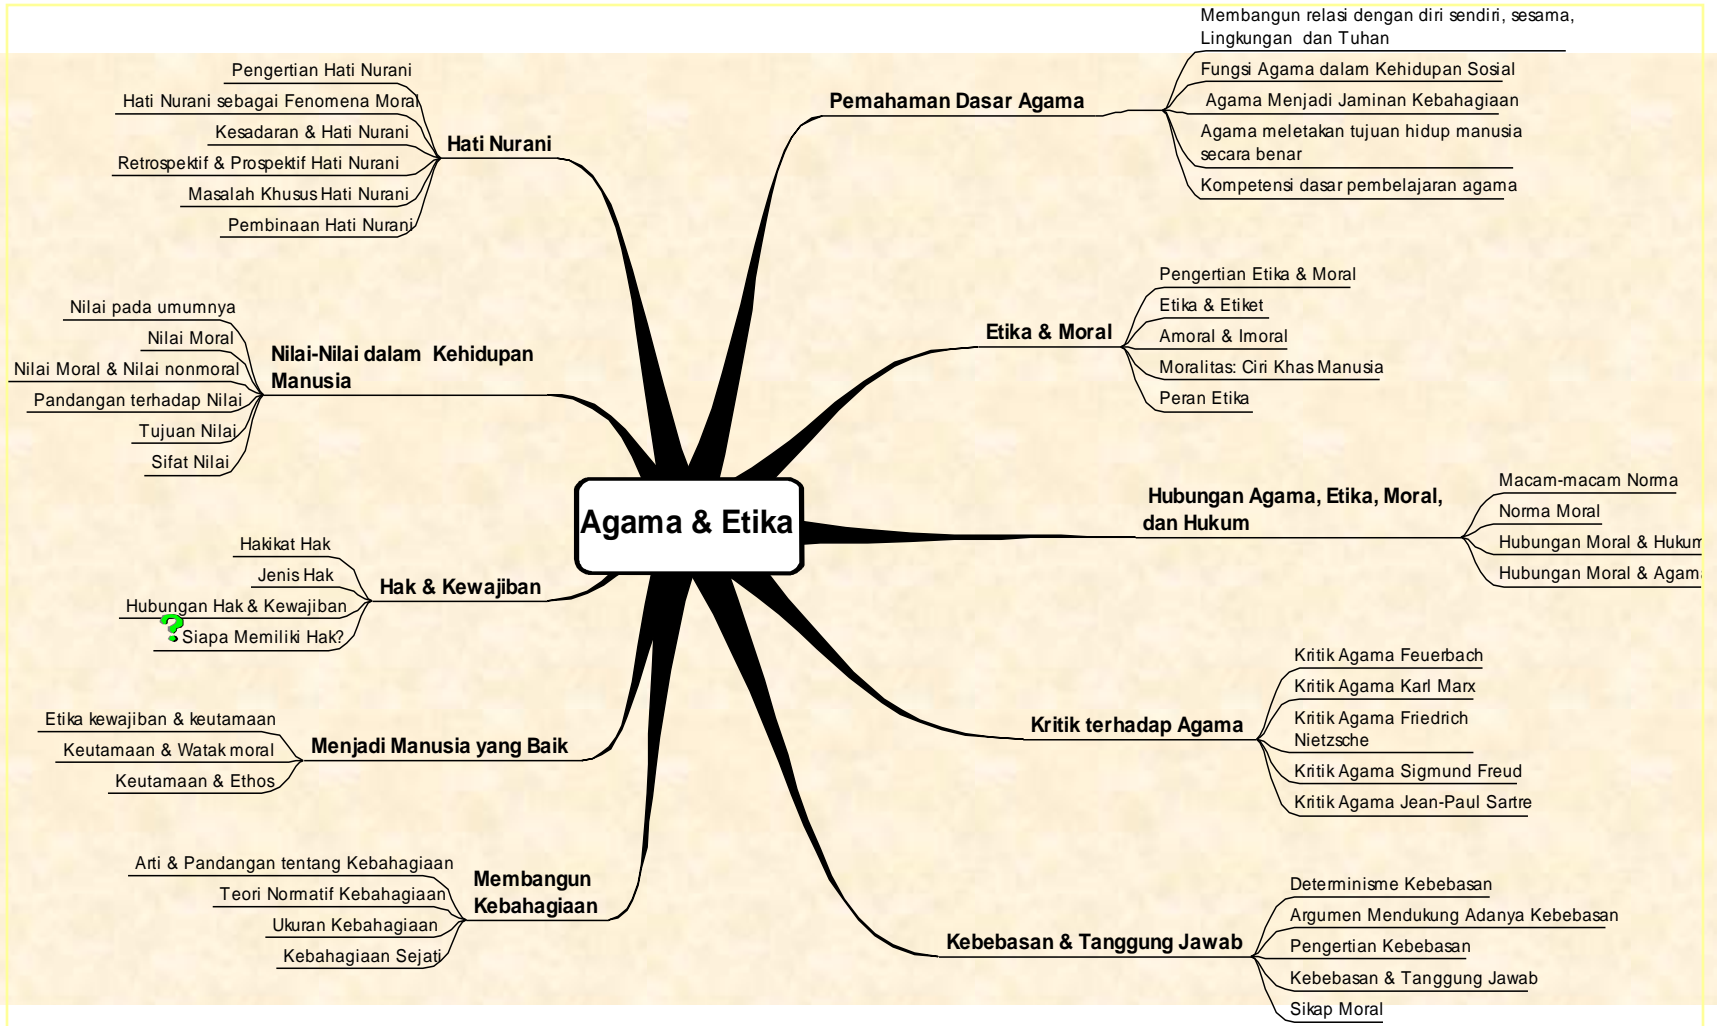 Agama & Etika
Pemahaman Dasar Agama
Membangun relasi dengan diri sendiri, sesama,
Lingkungan dan Tuhan
Fungsi Agama dalam Kehidupan Sosial
Agama Menjadi Jaminan Kebahagiaan
Agama meletakan tujuan hidup manusia
secara benar
Kompetensi dasar pembelajaran agama
Etika & Moral
Pengertian Etika & Moral
Etika & Etiket
Amoral & Imoral
Moralitas: Ciri Khas Manusia
Peran Etika
Hubungan Agama, Etika, Moral,
dan Hukum
Macam-macam Norma
Norma Moral
Hubungan Moral & Hukum
Hubungan Moral & Agama
Kritik terhadap Agama
Kritik Agama Feuerbach
Kritik Agama Karl Marx
Kritik Agama Friedrich
Nietzsche
Kritik Agama Sigmund Freud
Kritik Agama Jean-Paul Sartre
Kebebasan & Tanggung Jawab
Determinisme Kebebasan
Argumen Mendukung Adanya Kebebasan
Pengertian Kebebasan
Kebebasan & Tanggung Jawab
Sikap Moral
Hati Nurani
Pengertian Hati Nurani
Hati Nurani sebagai Fenomena Moral
Kesadaran & Hati Nurani
Retrospektif & Prospektif Hati Nurani
Masalah Khusus Hati Nurani
Pembinaan Hati Nurani
Nilai-Nilai dalam Kehidupan
Manusia
Nilai pada umumnya
Nilai Moral
Nilai Moral & Nilai nonmoral
Pandangan terhadap Nilai
Tujuan Nilai
Sifat Nilai
Hak & Kewajiban
Hakikat Hak
Jenis Hak
Hubungan Hak & Kewajiban
? Siapa Memiliki Hak?
Menjadi Manusia yang Baik
Etika kewajiban & keutamaan
Keutamaan & Watak moral
Keutamaan & Ethos
Membangun
Kebahagiaan
Arti & Pandangan tentang Kebahagiaan
Teori Normatif Kebahagiaan
Ukuran Kebahagiaan
Kebahagiaan Sejati